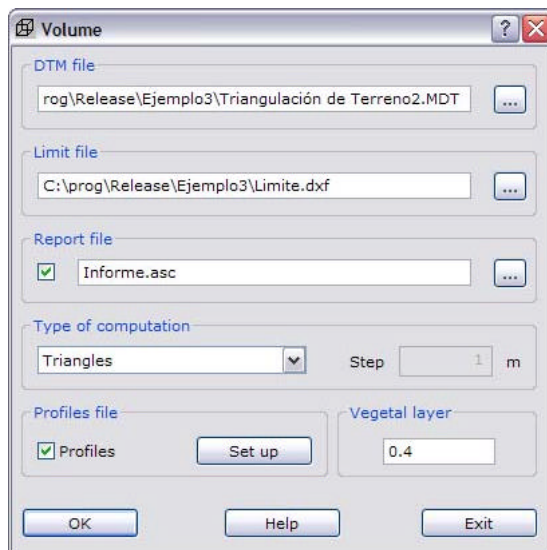 Volume
DTM file
rog\Release\Ejemplo3\Triangulación de Terreno2.MDT
...
Limit file
C:\prog\Release\Ejemplo3\Limite.dxf
...
Report file
Informe.asc
...
Type of computation
Triangles Step 1 m
Profiles file Vegetal layer
Profiles Set up 0.4
OK Help Exit